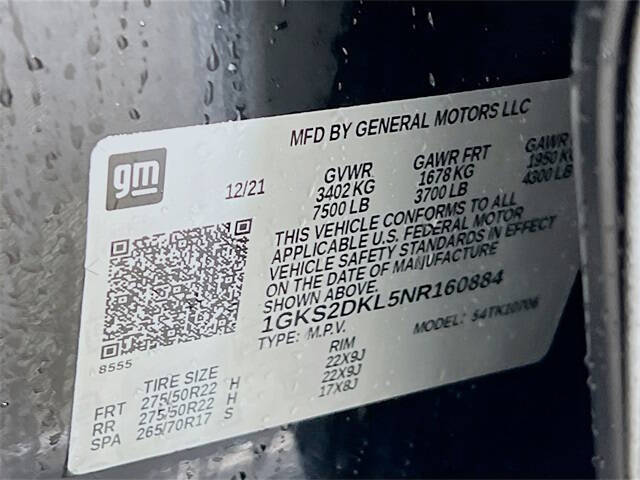 MFD BY GENERAL MOTORS LLC
gm
12/21
GVWR GAWR FRT GAWR
3402 KG 1678 KG 1950 KG
7500 LB 3700 LB 4300 LB
THIS VEHICLE CONFORMS TO ALL
APPLICABLE U.S. FEDERAL MOTOR
VEHICLE SAFETY STANDARDS IN EFFECT
ON THE DATE OF MANUFACTURE
SHOWN ABOVE.
1GKS2DKL5NR160884
TYPE: M.P.V. MODEL: 54TK10706
8555
TIRE SIZE RIM
FRT 275/50R22 H 22X9J
RR 275/50R22 H 22X9J
SPA 265/70R17 S 17X8J